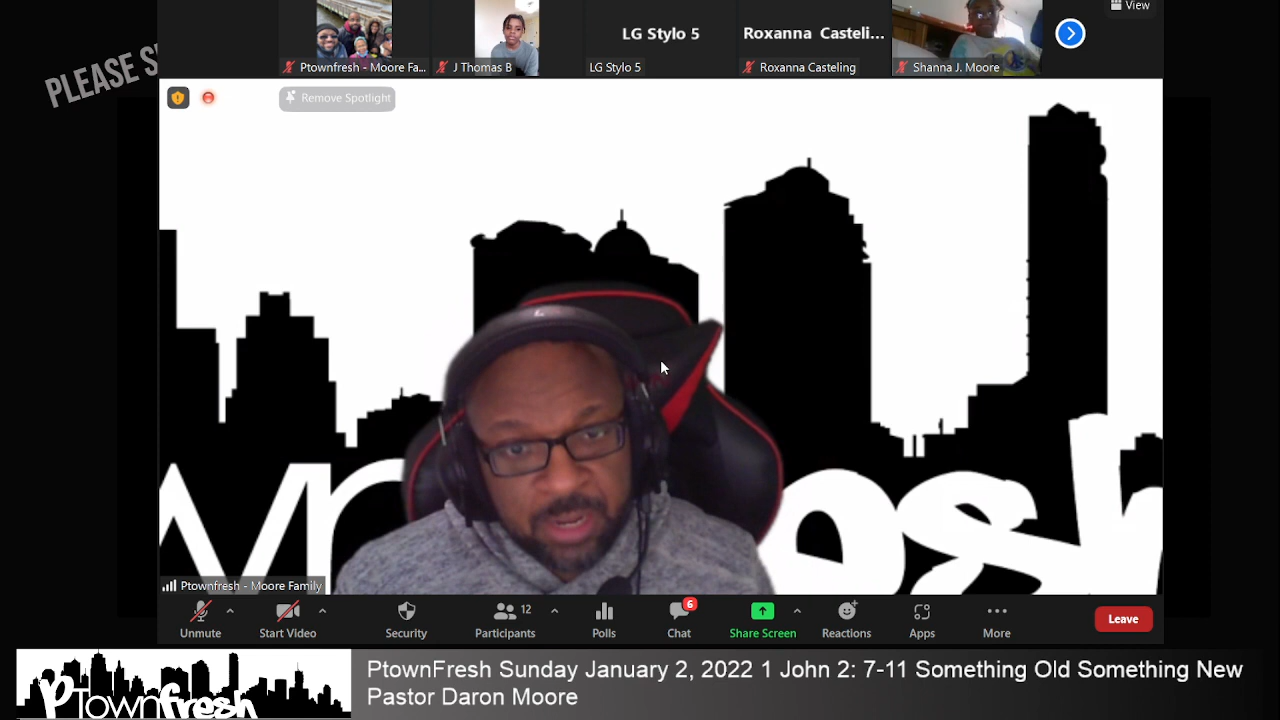 PLEASE S
View
LG Stylo 5
Roxanna Casteli...
Ptownfresh - Moore Fa...
J Thomas B
LG Stylo 5
Roxanna Casteling
Shanna J. Moore
Remove Spotlight
Ptownfresh - Moore Family
12
6
Unmute
Start Video
Security
Participants
Polls
Chat
Share Screen
Reactions
Apps
More
Leave
PTownfresh
PtownFresh Sunday January 2, 2022 1 John 2: 7-11 Something Old Something New
Pastor Daron Moore